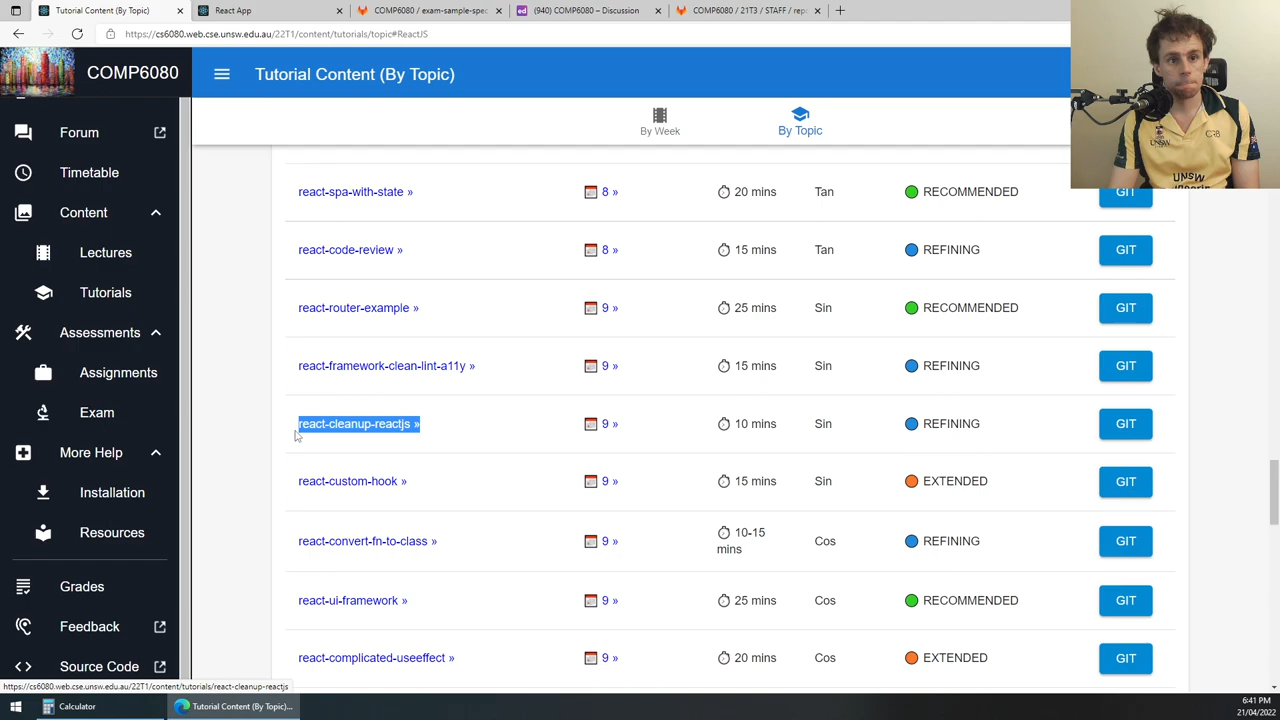 Tutorial Content (By Topic)
React App
COMP6080 / exam-sample-spec
(940) COMP6080 – Discussion
COMP6080 / 21T3 / STAFF / repo
https://cs6080.web.cse.unsw.edu.au/22T1/content/tutorials/topic#ReactJS
COMP6080
Tutorial Content (By Topic)
By Week
By Topic
Forum
Timetable
Content
Lectures
Tutorials
Assessments
Assignments
Exam
More Help
Installation
Resources
Grades
Feedback
Source Code
react-spa-with-state » 8 » 20 mins Tan RECOMMENDED GIT
react-code-review » 8 » 15 mins Tan REFINING GIT
react-router-example » 9 » 25 mins Sin RECOMMENDED GIT
react-framework-clean-lint-a11y » 9 » 15 mins Sin REFINING GIT
react-cleanup-reactjs » 9 » 10 mins Sin REFINING GIT
react-custom-hook » 9 » 15 mins Sin EXTENDED GIT
react-convert-fn-to-class » 9 » 10-15 mins Cos REFINING GIT
react-ui-framework » 9 » 25 mins Cos RECOMMENDED GIT
react-complicated-useeffect » 9 » 20 mins Cos EXTENDED GIT
UNSW
https://cs6080.web.cse.unsw.edu.au/22T1/content/tutorials/react-cleanup-reactjs
Calculator
Tutorial Content (By Topic)...
6:41 PM
21/04/2022